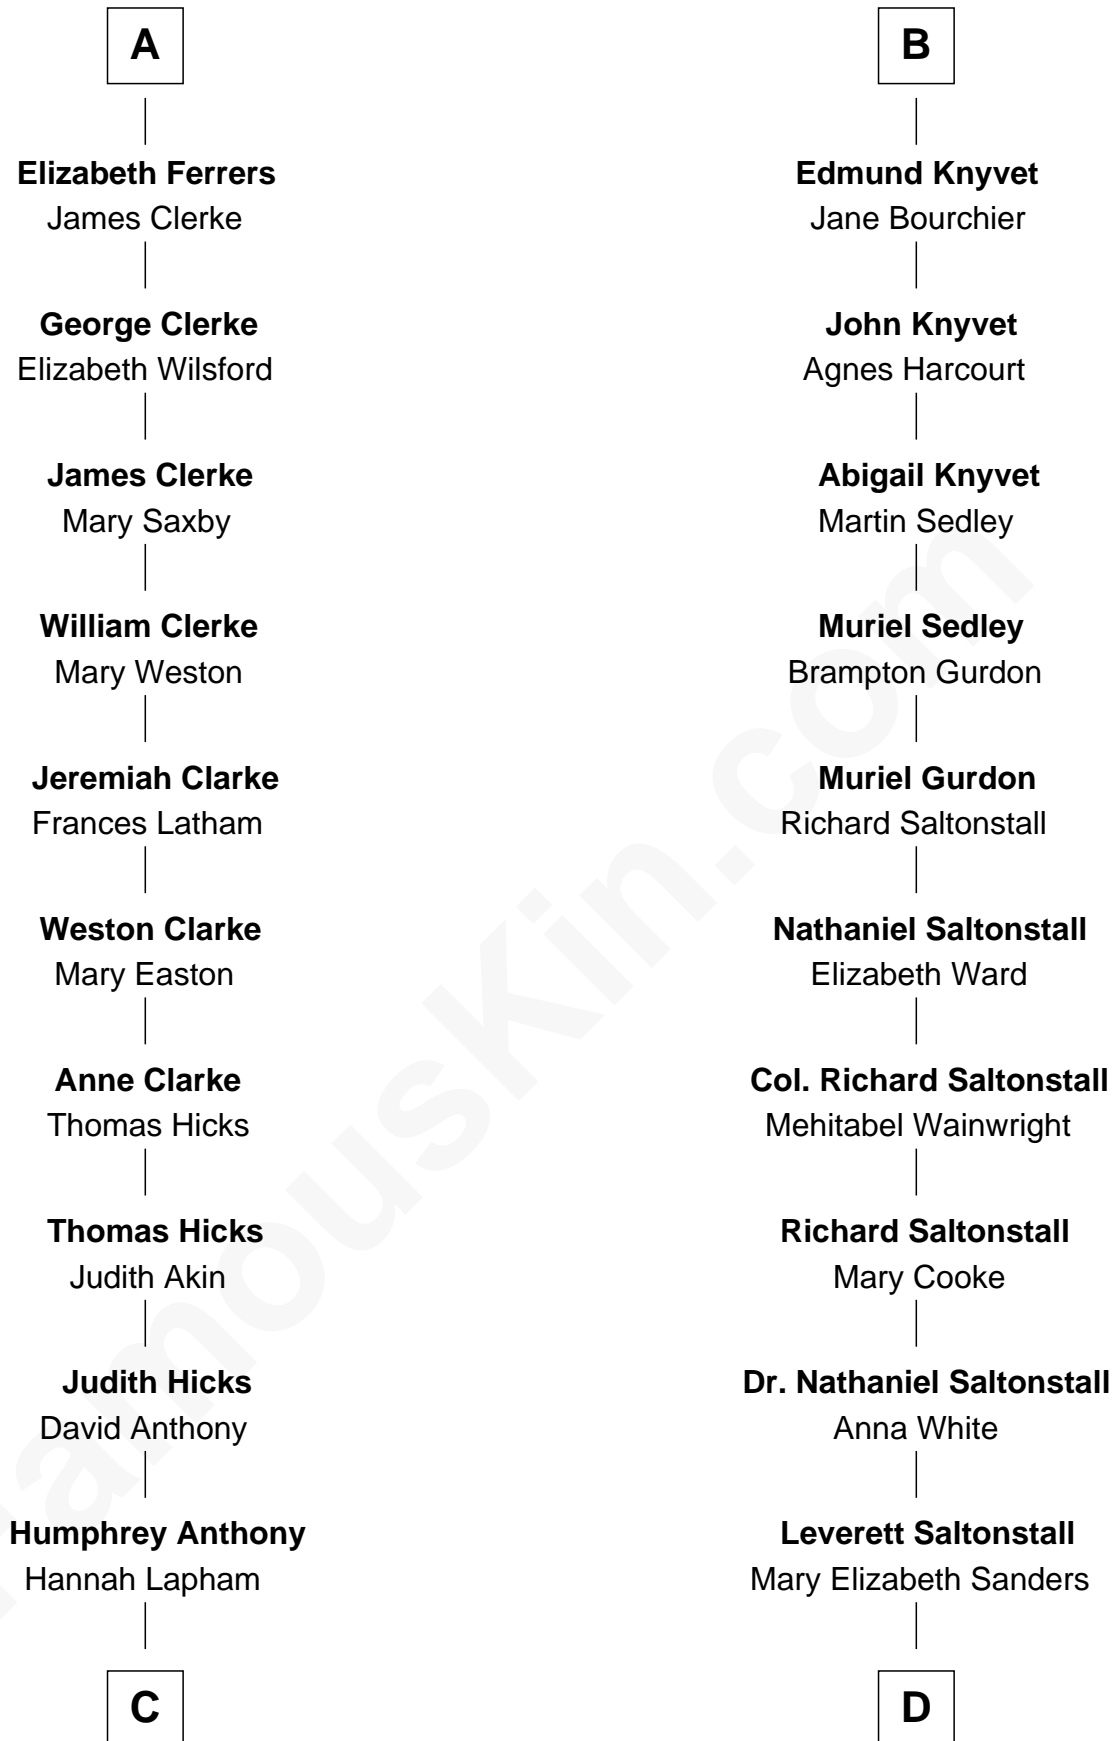 A
Elizabeth Ferrers
James Clerke
George Clerke
Elizabeth Wilsford
James Clerke
Mary Saxby
William Clerke
Mary Weston
Jeremiah Clarke
Frances Latham
Weston Clarke
Mary Easton
Anne Clarke
Thomas Hicks
Thomas Hicks
Judith Akin
Judith Hicks
David Anthony
Humphrey Anthony
Hannah Lapham
C
B
Edmund Knyvet
Jane Bourchier
John Knyvet
Agnes Harcourt
Abigail Knyvet
Martin Sedley
Muriel Sedley
Brampton Gurdon
Muriel Gurdon
Richard Saltonstall
Nathaniel Saltonstall
Elizabeth Ward
Col. Richard Saltonstall
Mehitabel Wainwright
Richard Saltonstall
Mary Cooke
Dr. Nathaniel Saltonstall
Anna White
Leverett Saltonstall
Mary Elizabeth Sanders
D
FamousKin.com